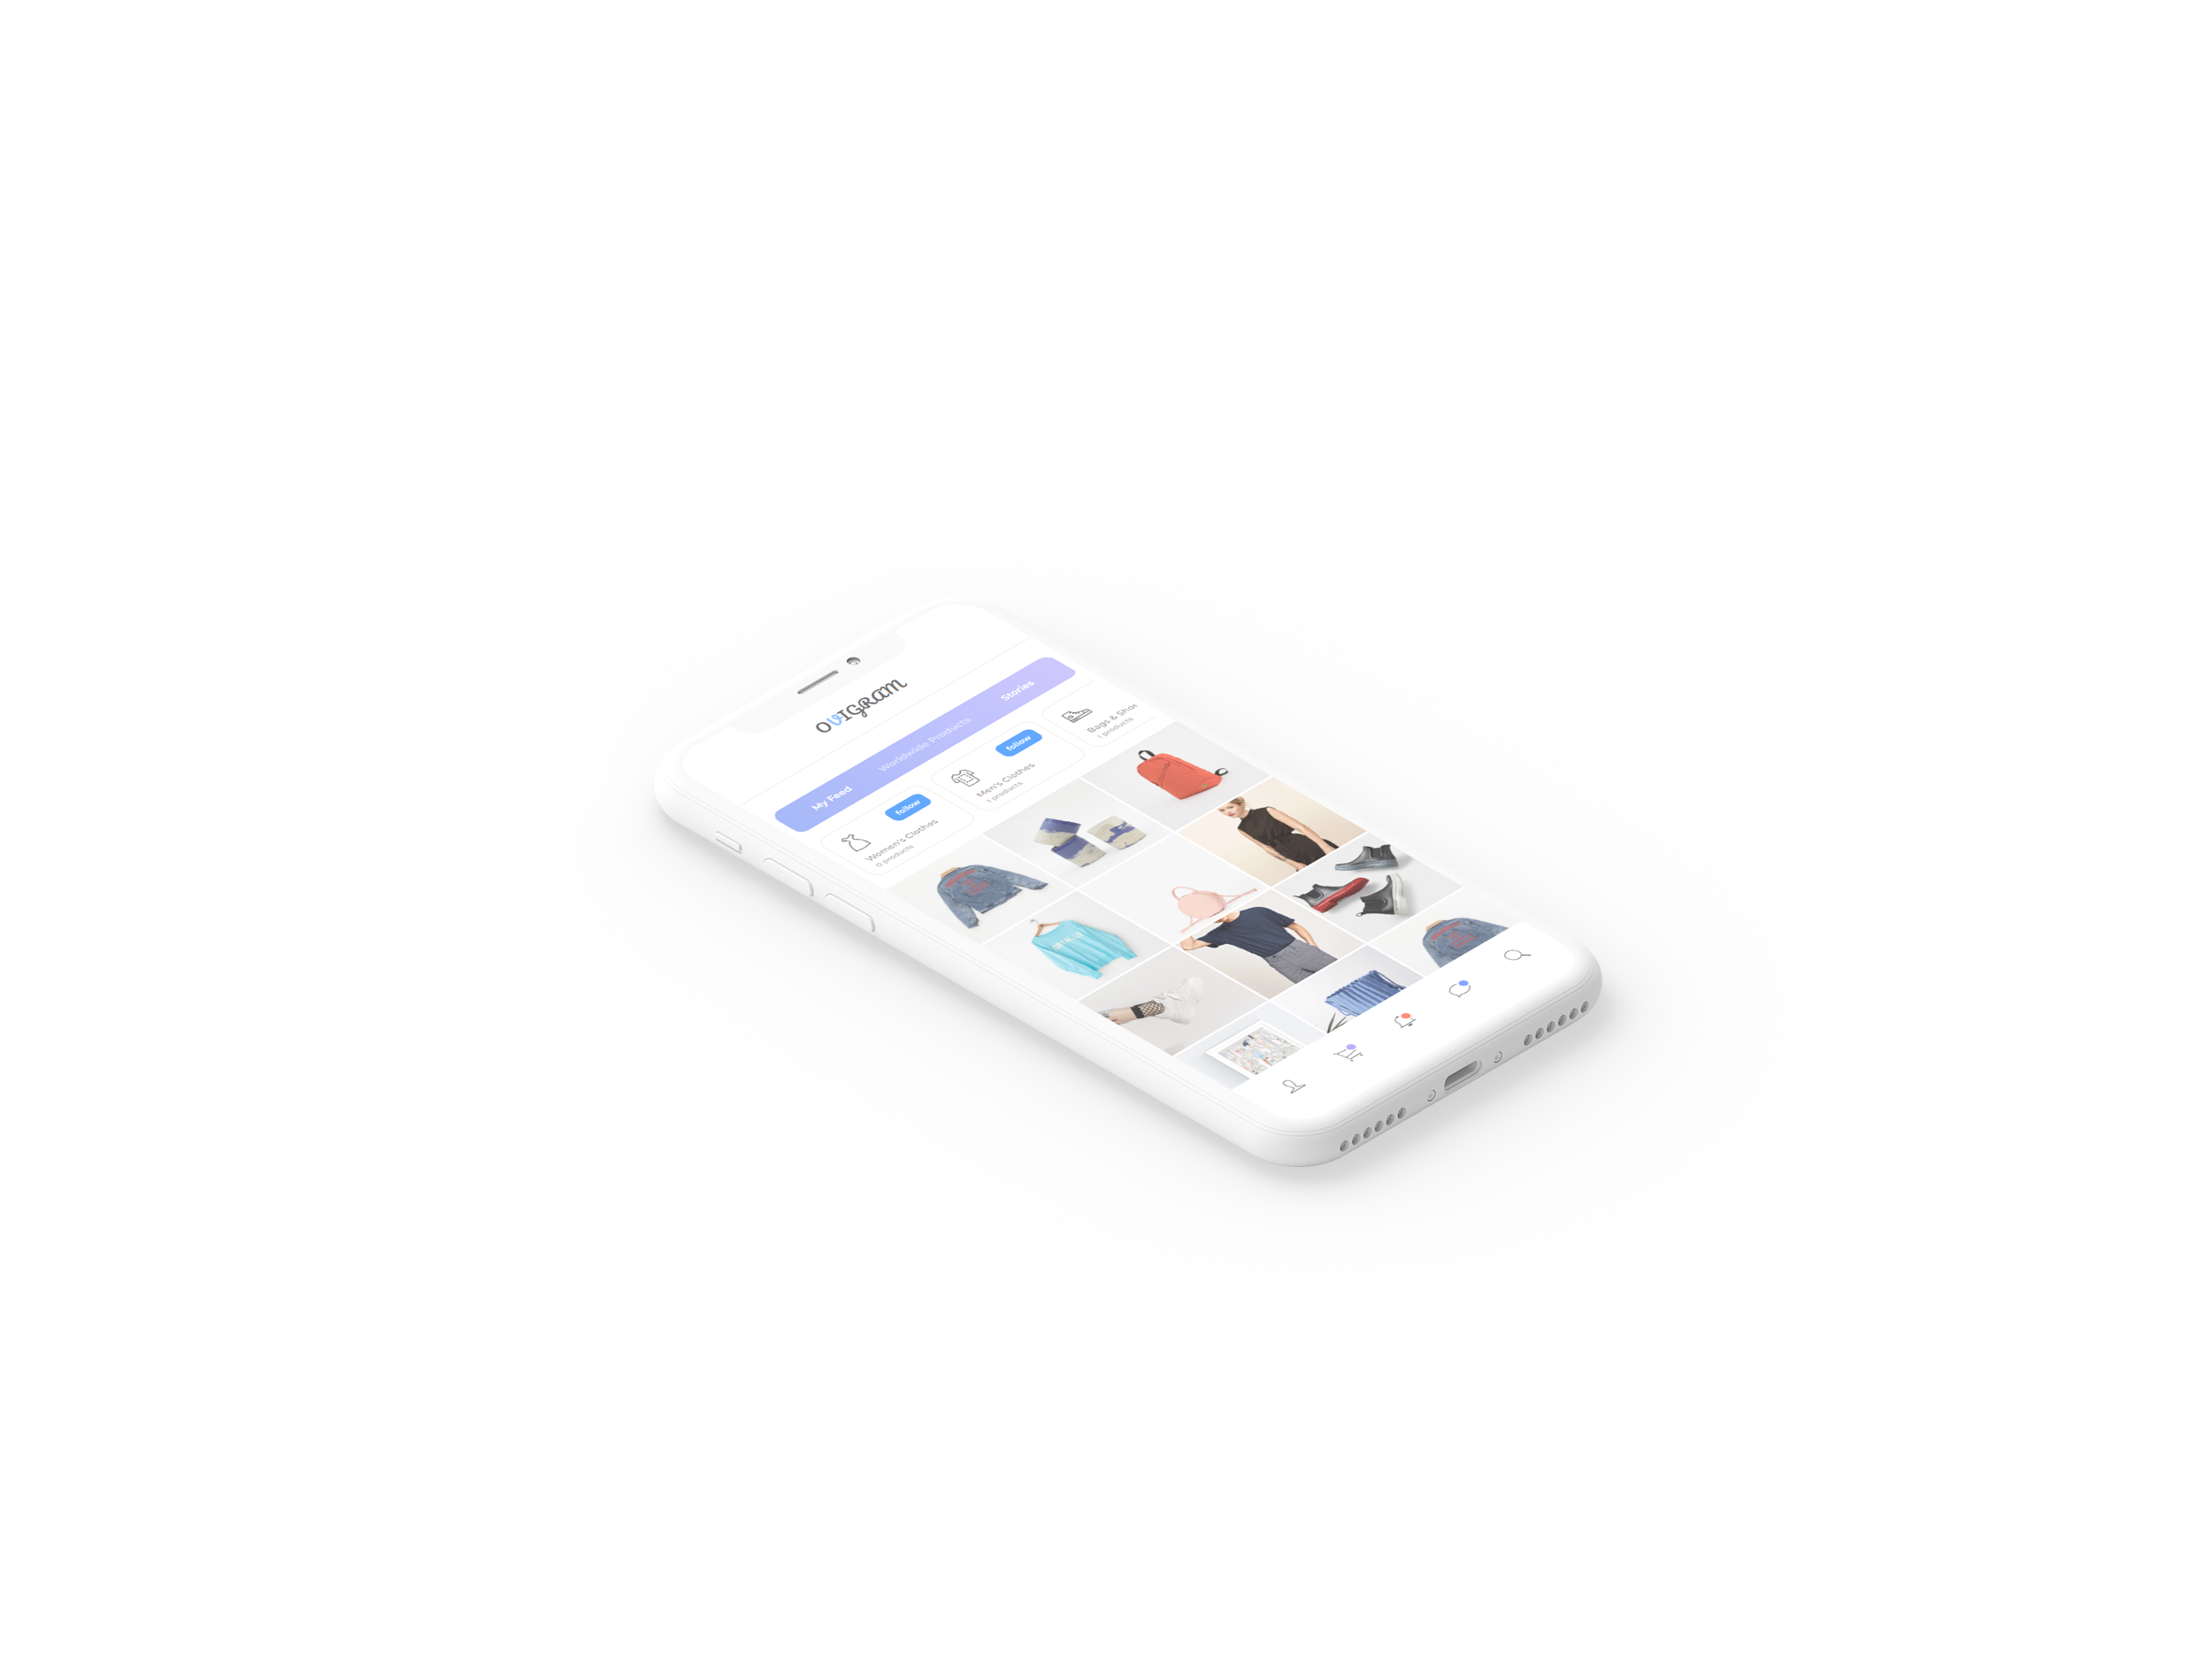 OVIGRAM
My Feed
Worldwide Products
Stories
follow
Women's Clothes
0 products
follow
Men's Clothes
1 products
Bags & Shoe
1 products